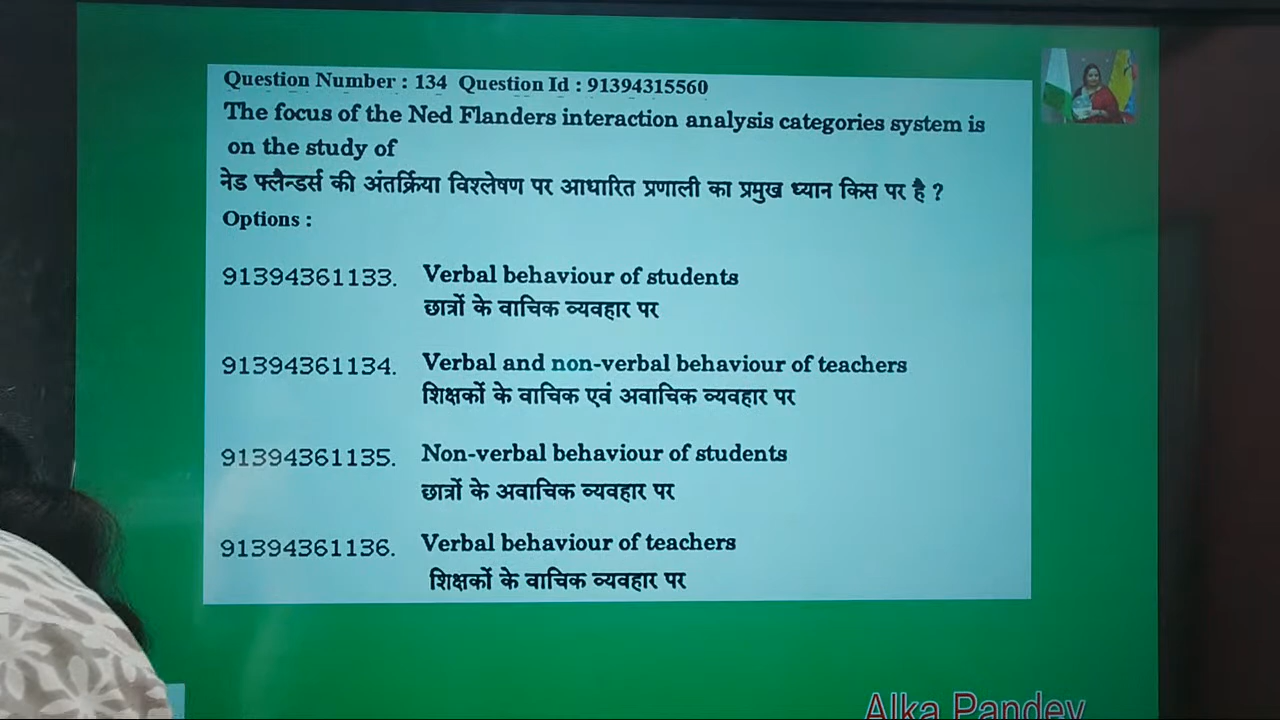 Question Number : 134 Question Id : 91394315560
The focus of the Ned Flanders interaction analysis categories system is
on the study of
नेड फ्लैन्डर्स की अंतर्क्रिया विश्लेषण पर आधारित प्रणाली का प्रमुख ध्यान किस पर है ?
Options :
91394361133. Verbal behaviour of students
छात्रों के वाचिक व्यवहार पर
91394361134. Verbal and non-verbal behaviour of teachers
शिक्षकों के वाचिक एवं अवाचिक व्यवहार पर
91394361135. Non-verbal behaviour of students
छात्रों के अवाचिक व्यवहार पर
91394361136. Verbal behaviour of teachers
शिक्षकों के वाचिक व्यवहार पर
Alka Pandey